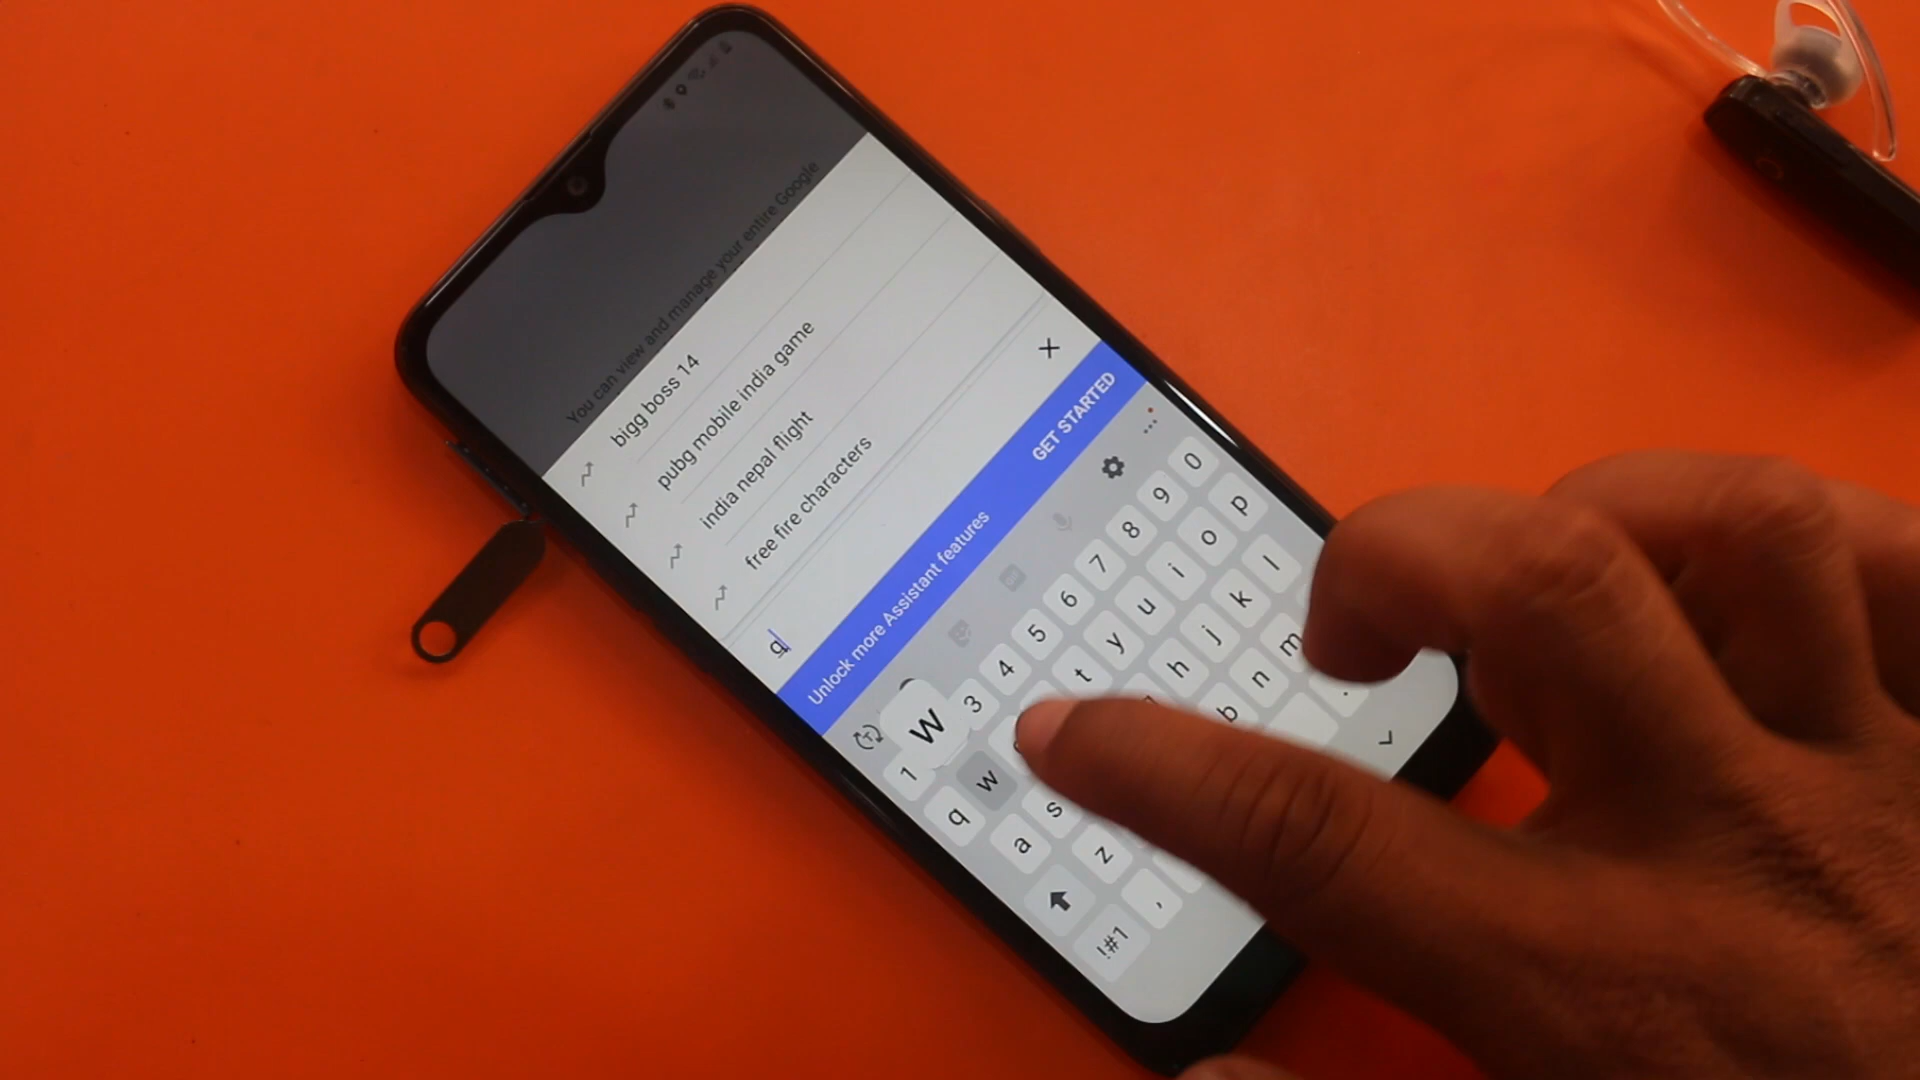 You can view and manage your entire Google
bigg boss 14
pubg mobile india game
india nepal flight
free fire characters
q
Unlock more Assistant features GET STARTED
W
1 3 4 5 6 7 8 9 0
q w t y u i o p
a s h j k l
z b n m
!#1 , .